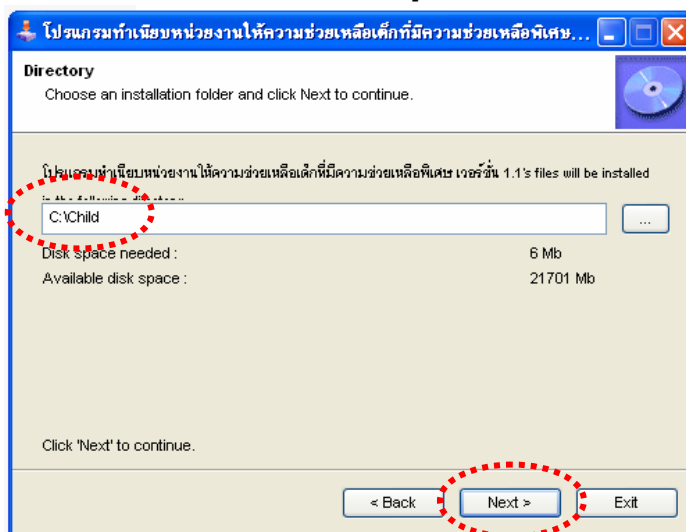 โปรแกรมทำเนียบหน่วยงานให้ความช่วยเหลือเด็กที่มีความช่วยเหลือพิเศษ...
Directory
Choose an installation folder and click Next to continue.
โปรแกรมทำเนียบหน่วยงานให้ความช่วยเหลือเด็กที่มีความช่วยเหลือพิเศษ เวอร์ชั่น 1.1's files will be installed
in the following directory:
C:\Child
...
Disk space needed :
6 Mb
Available disk space :
21701 Mb
Click 'Next' to continue.
< Back
Next >
Exit